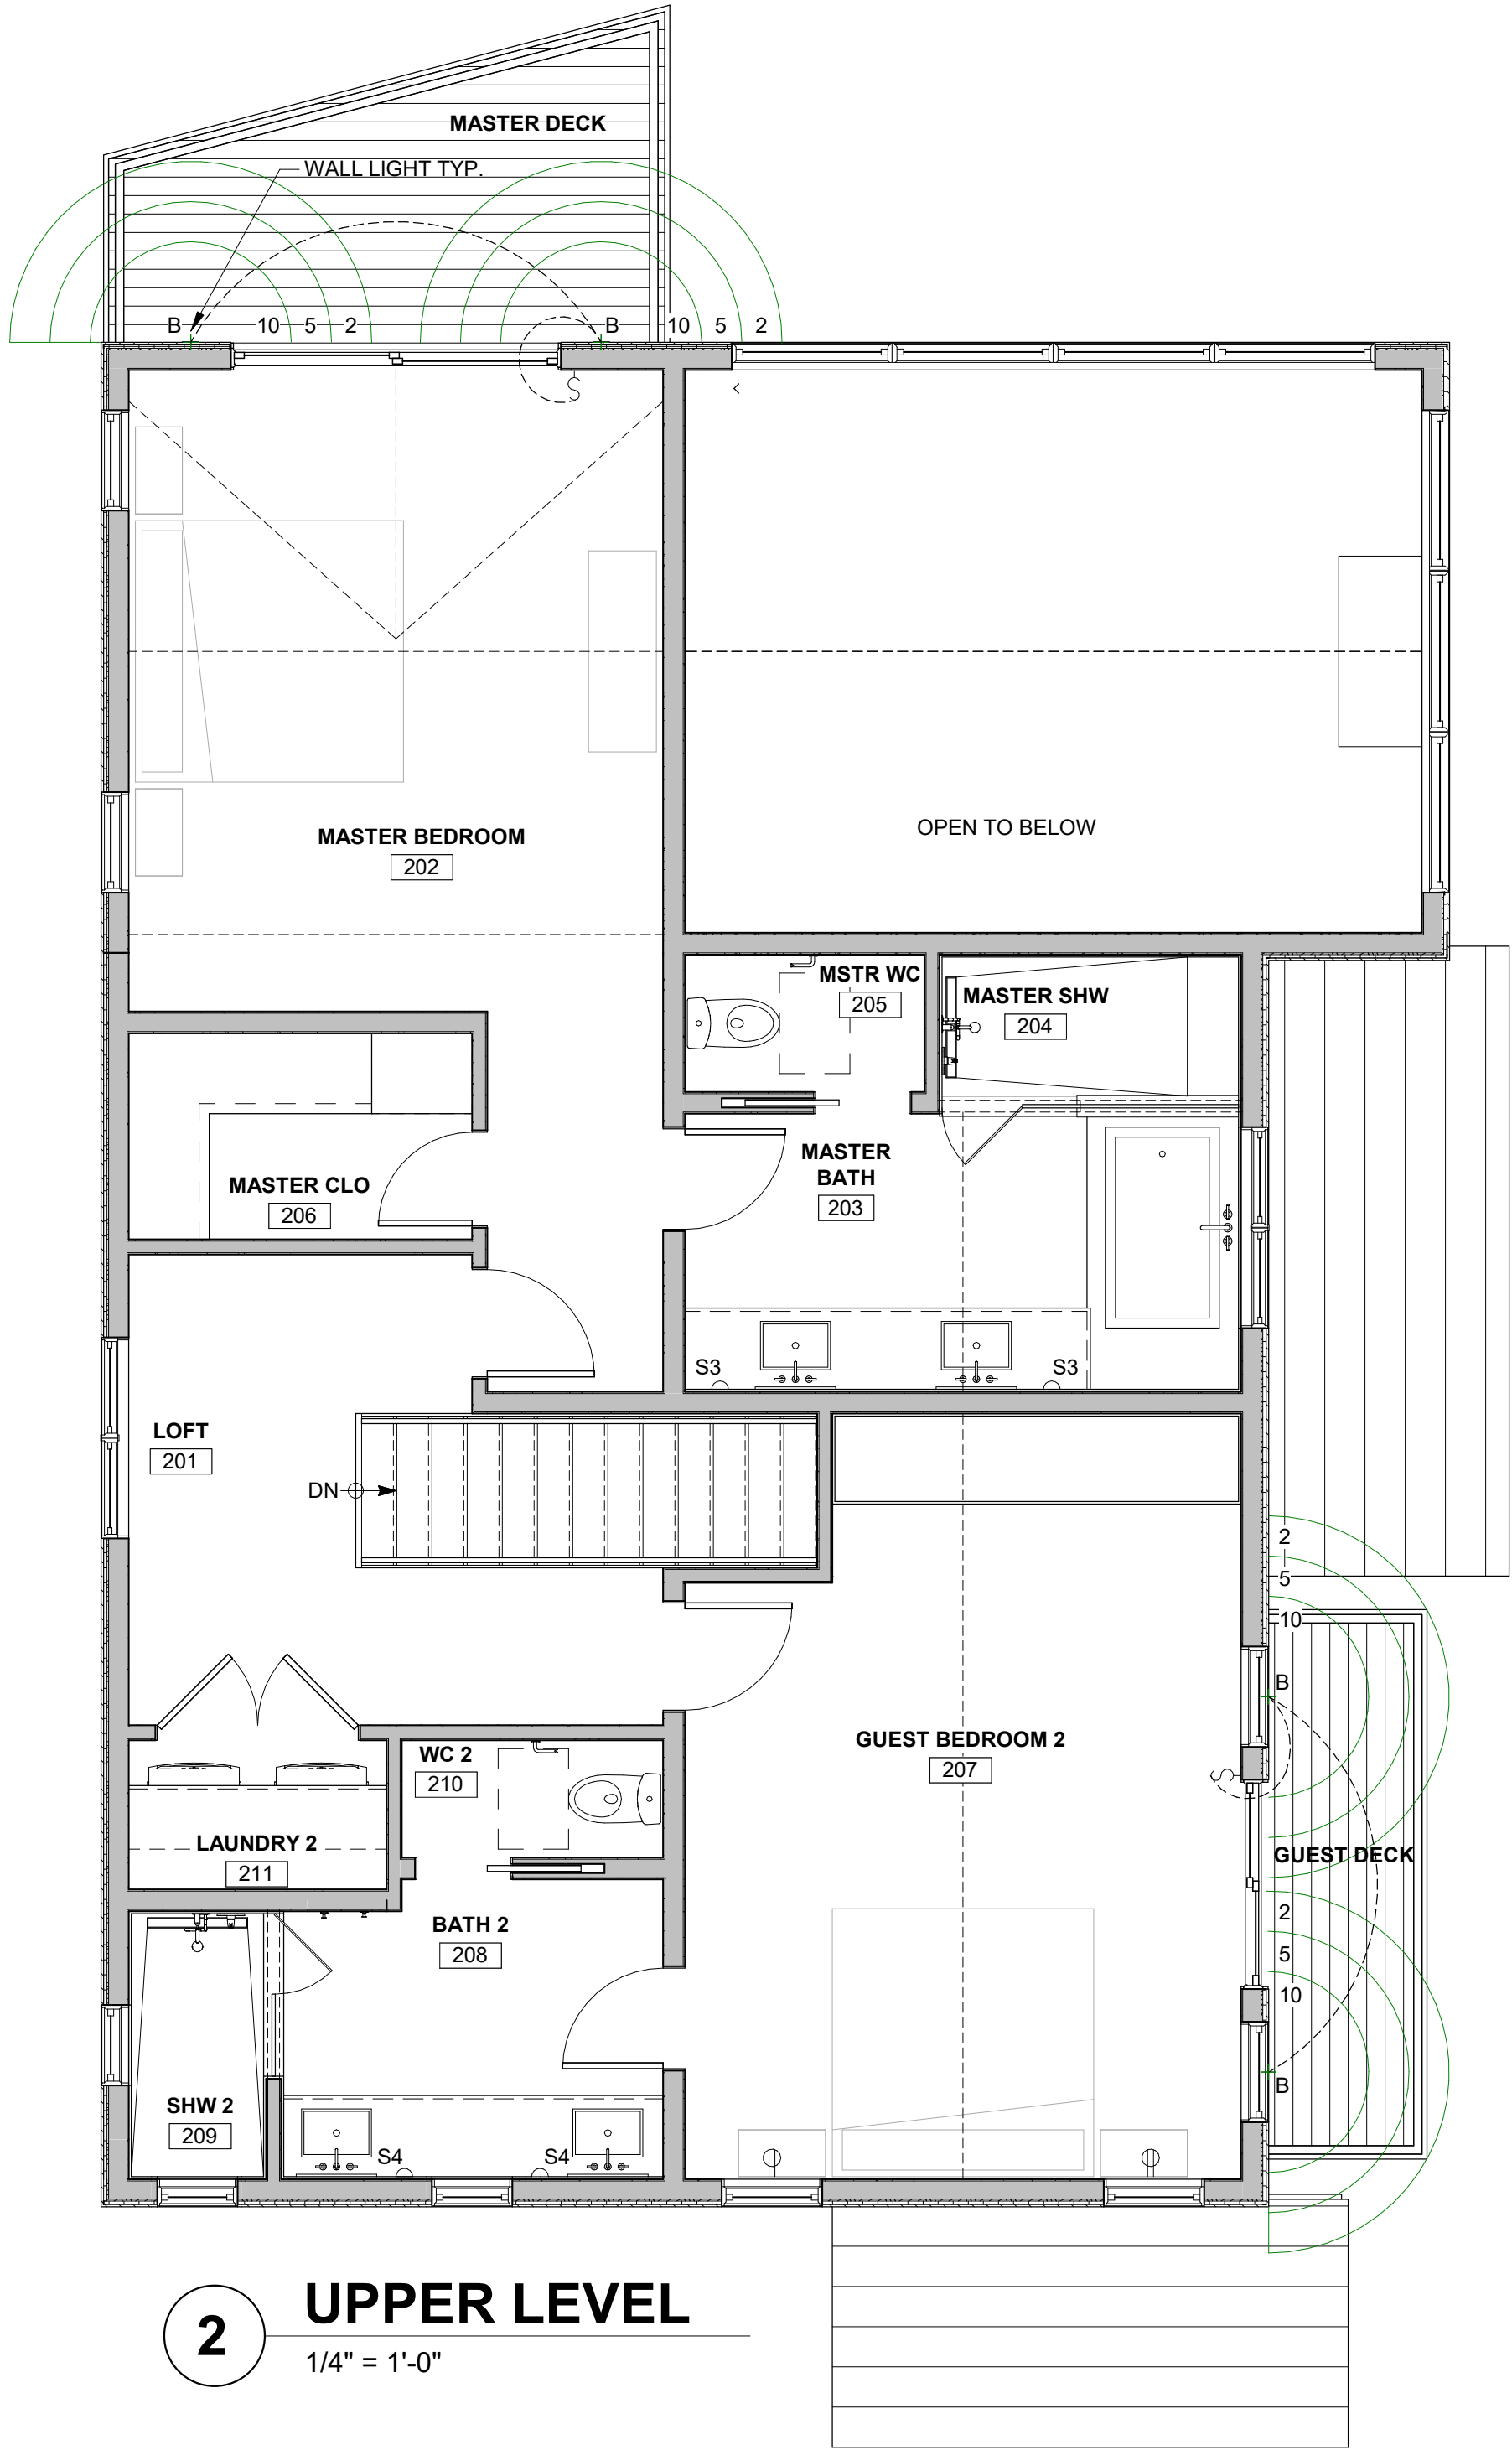 MASTER DECK
WALL LIGHT TYP.
B 10 5 2 B 10 5 2
S
MASTER BEDROOM
202
OPEN TO BELOW
MSTR WC
205
MASTER SHW
204
MASTER
BATH
203
MASTER CLO
206
S3 S3
LOFT
201
DN
2
5
10
B
GUEST BEDROOM 2
207
S
WC 2
210
LAUNDRY 2
211
GUEST DECK
BATH 2
208
2
5
10
B
SHW 2
209
S4 S4
2
UPPER LEVEL
1/4" = 1'-0"